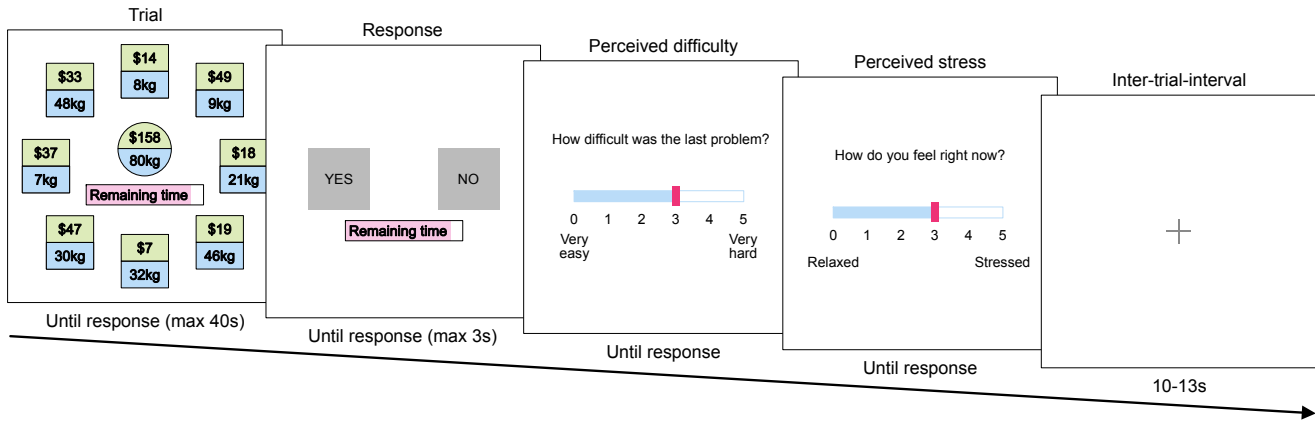 Trial
$14
8kg
$33
48kg
$49
9kg
$158
80kg
$37
7kg
$18
21kg
Remaining time
$47
30kg
$7
32kg
$19
46kg
Until response (max 40s)
Response
YES
NO
Remaining time
Until response (max 3s)
Perceived difficulty
How difficult was the last problem?
0 1 2 3 4 5
Very easy
Very hard
Until response
Perceived stress
How do you feel right now?
0 1 2 3 4 5
Relaxed
Stressed
Until response
Inter-trial-interval
10-13s